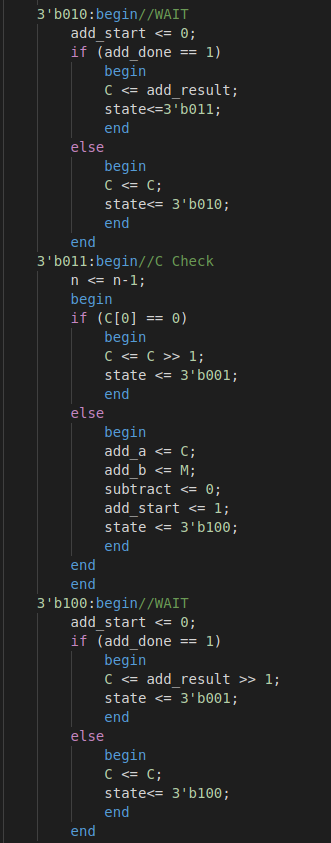 3'b010:begin//WAIT
add_start <= 0;
if (add_done == 1)
begin
C <= add_result;
state<=3'b011;
end
else
begin
C <= C;
state<= 3'b010;
end
end
3'b011:begin//C Check
n <= n-1;
begin
if (C[0] == 0)
begin
C <= C >> 1;
state <= 3'b001;
end
else
begin
add_a <= C;
add_b <= M;
subtract <= 0;
add_start <= 1;
state <= 3'b100;
end
end
end
3'b100:begin//WAIT
add_start <= 0;
if (add_done == 1)
begin
C <= add_result >> 1;
state <= 3'b001;
end
else
begin
C <= C;
state<= 3'b100;
end
end